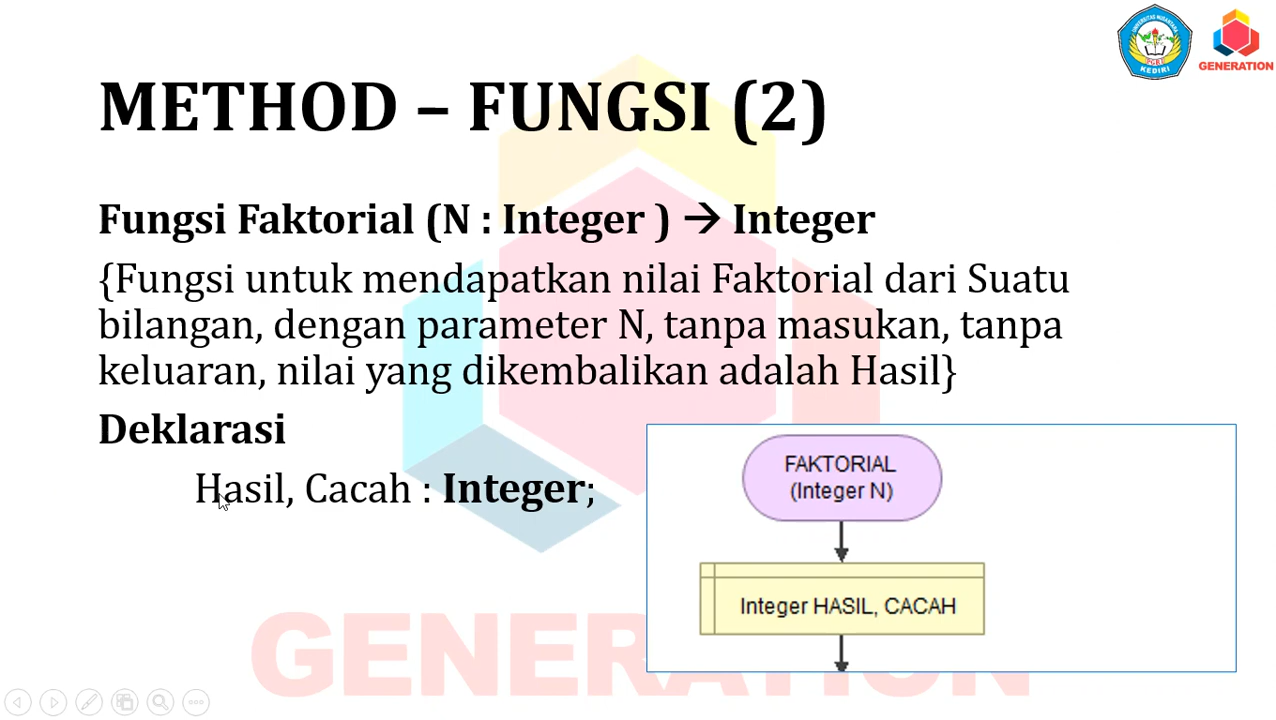 GENERATION
KEDIRI
METHOD – FUNGSI (2)
Fungsi Faktorial (N : Integer ) → Integer
{Fungsi untuk mendapatkan nilai Faktorial dari Suatu
bilangan, dengan parameter N, tanpa masukan, tanpa
keluaran, nilai yang dikembalikan adalah Hasil}
Deklarasi
Hasil, Cacah : Integer;
FAKTORIAL
(Integer N)
Integer HASIL, CACAH
GENERATION